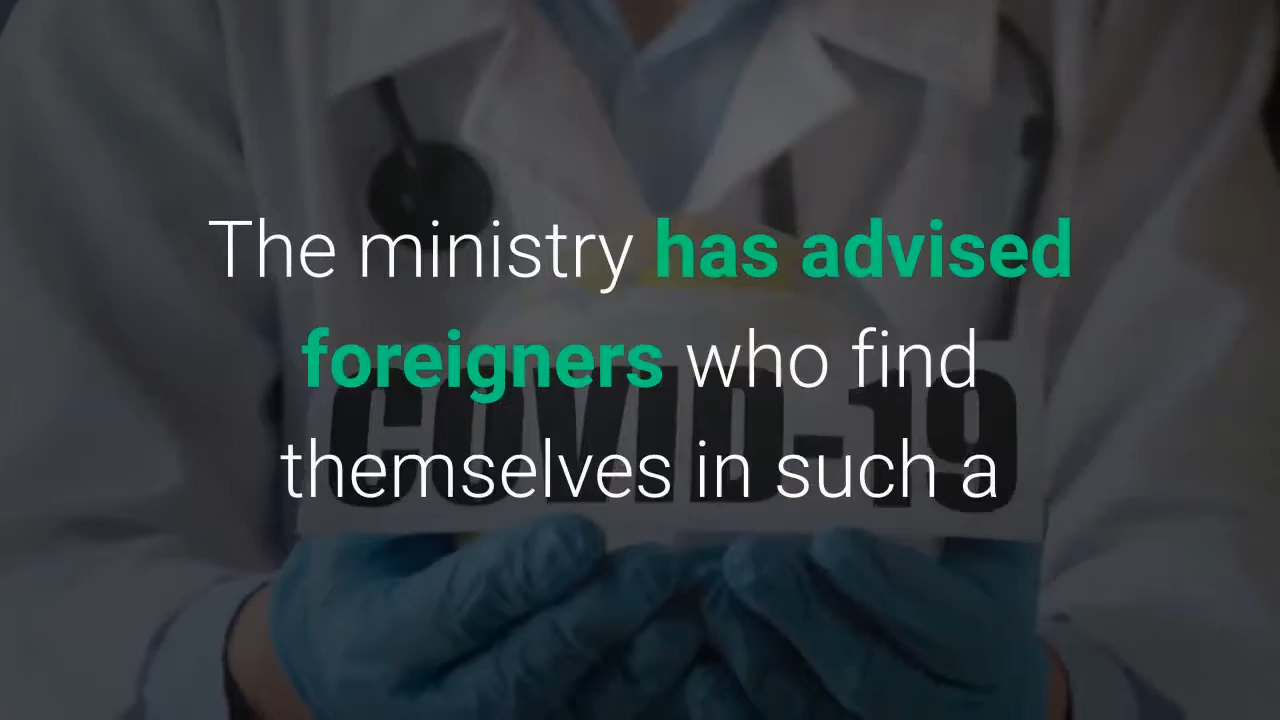 The ministry has advised
foreigners who find
themselves in such a
COVID-19